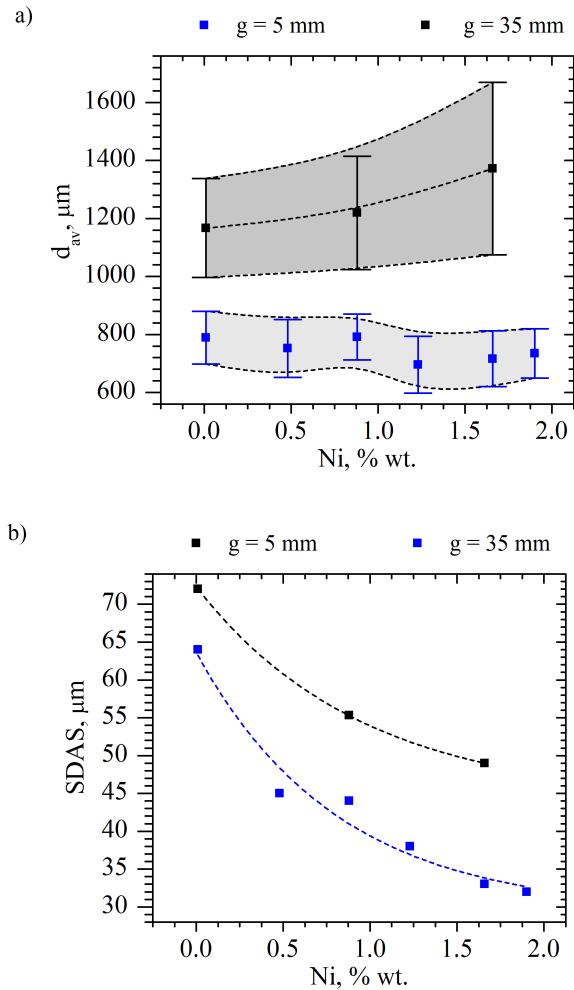 a)
g = 5 mm g = 35 mm
1600
1400
1200
1000
800
600
d_av, μm
0.0 0.5 1.0 1.5 2.0
Ni, % wt.
b)
g = 5 mm g = 35 mm
70
65
60
55
50
45
40
35
30
SDAS, μm
0.0 0.5 1.0 1.5 2.0
Ni, % wt.